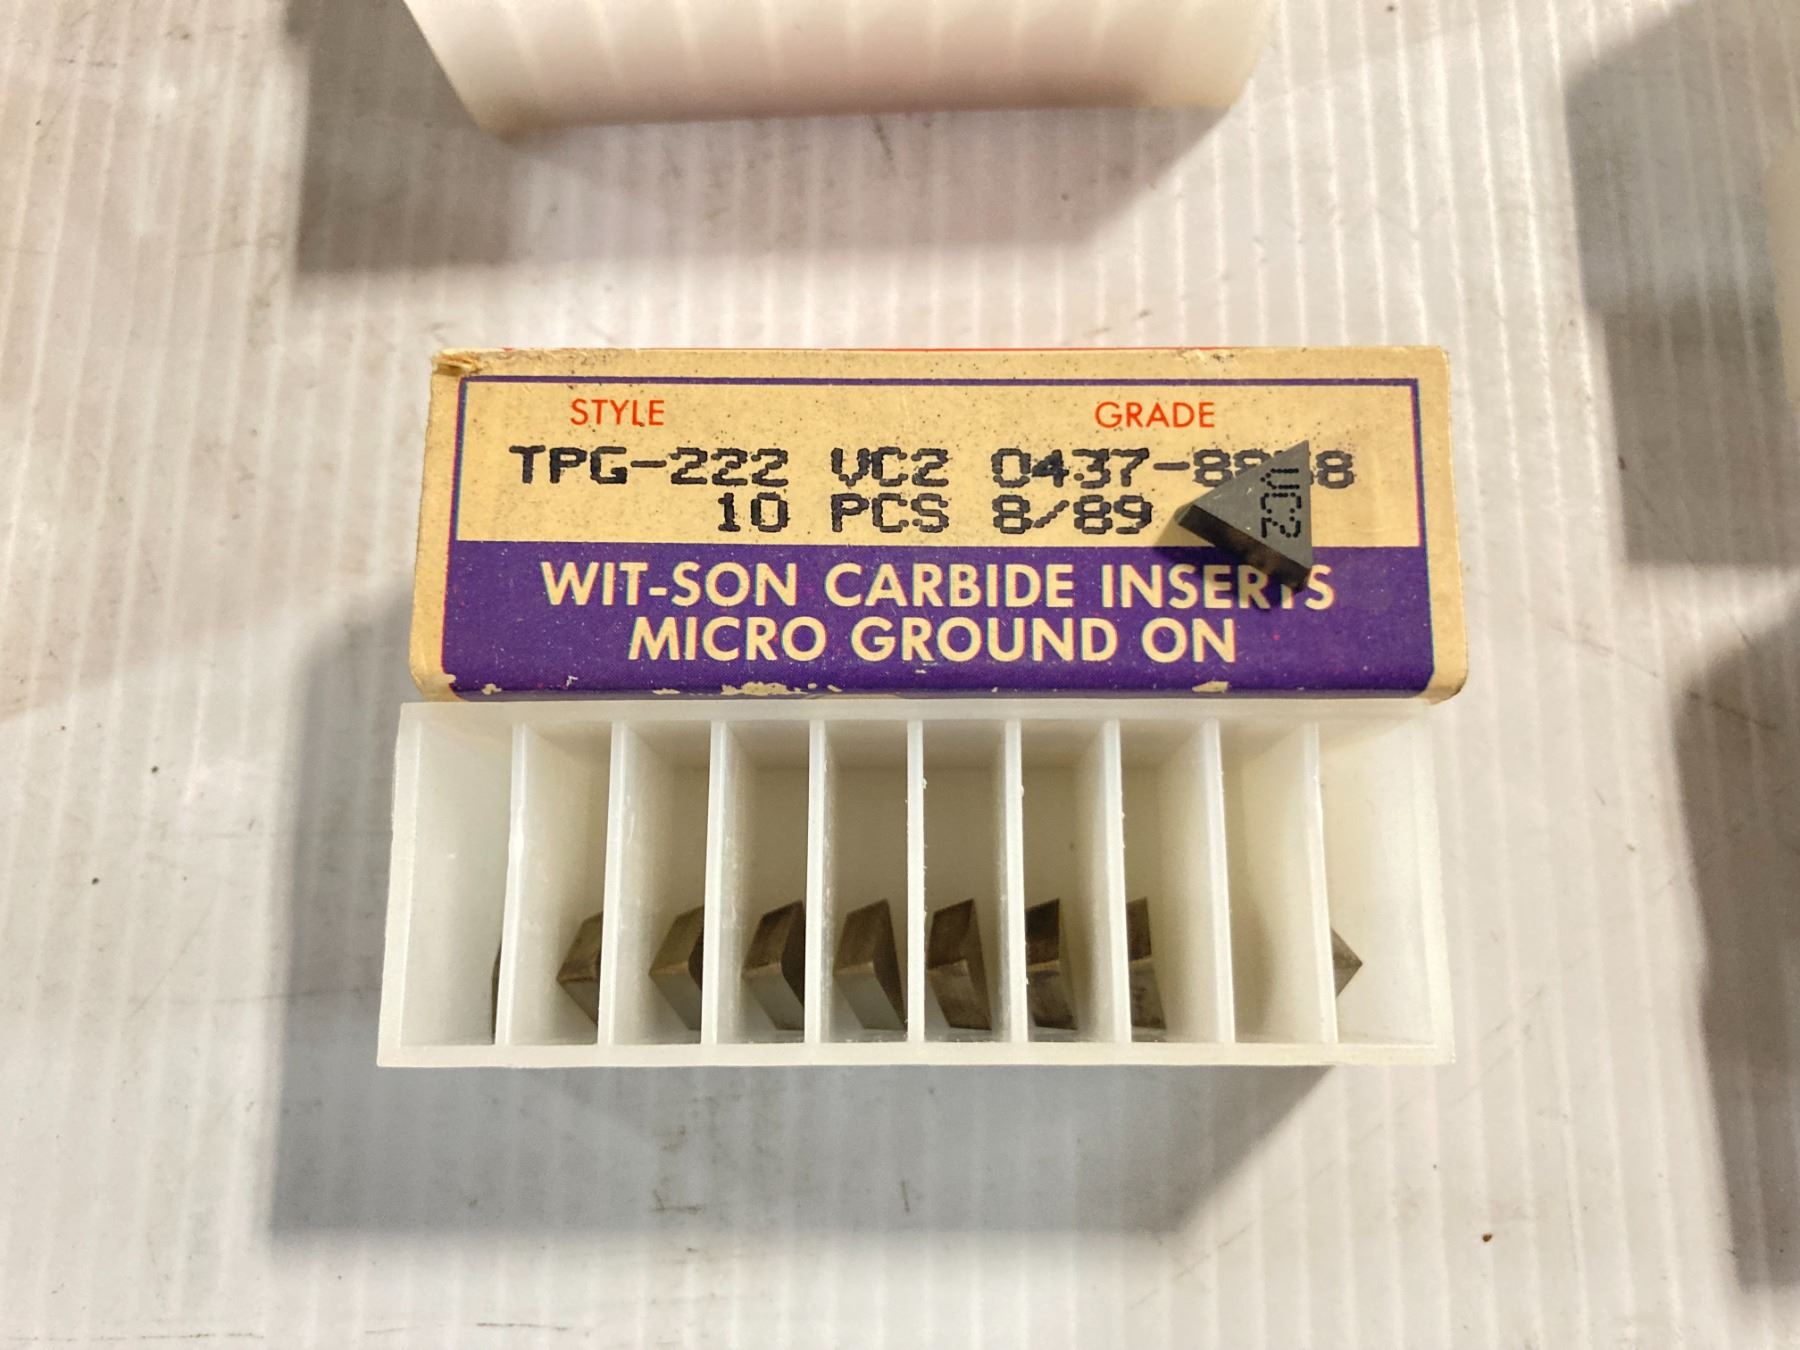 STYLE GRADE
TPG-222 VC2
10 PCS 8/89
WIT-SON CARBIDE INSERTS
MICRO GROUND ON
VC2